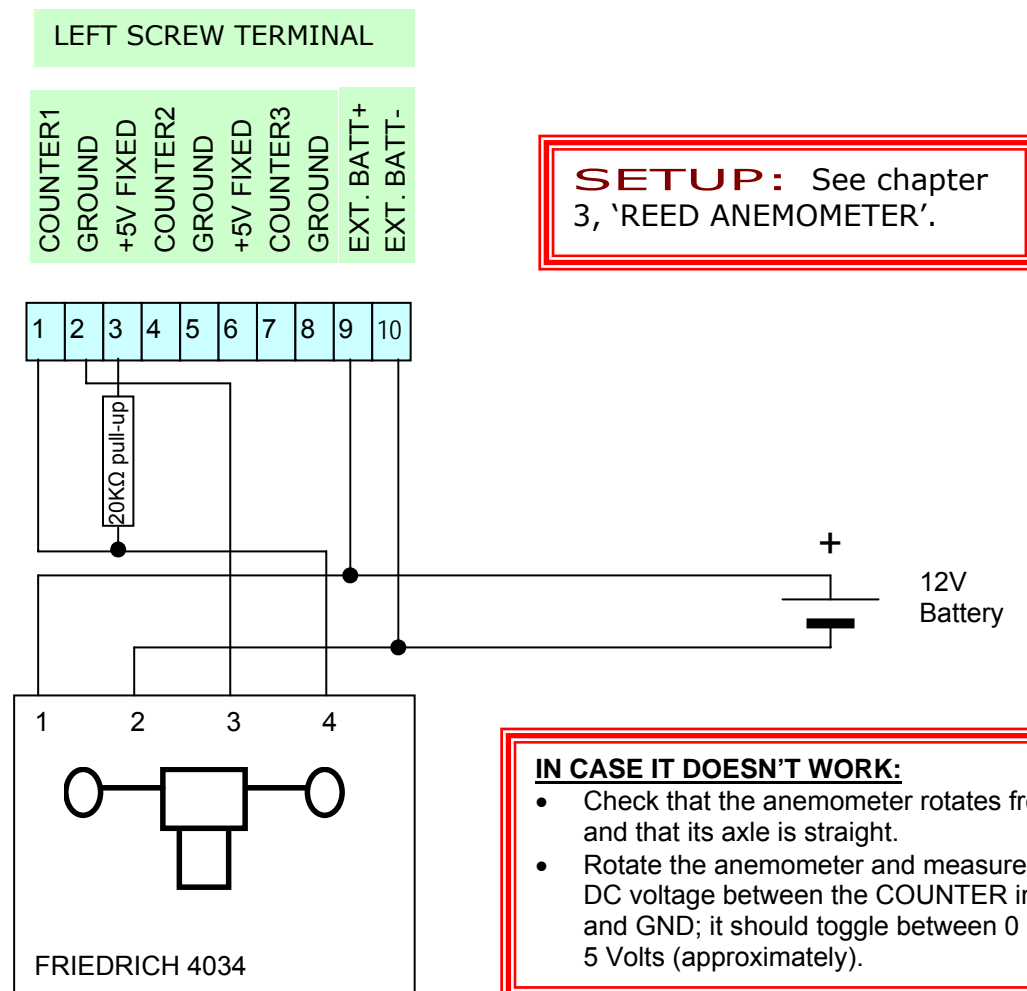 LEFT SCREW TERMINAL
COUNTER1
GROUND
+5V FIXED
COUNTER2
GROUND
+5V FIXED
COUNTER3
GROUND
EXT. BATT+
EXT. BATT-
SETUP: See chapter
3, ‘REED ANEMOMETER’.
1 2 3 4 5 6 7 8 9 10
20KΩ pull-up
+
12V
Battery
1 2 3 4
FRIEDRICH 4034
IN CASE IT DOESN’T WORK:
• Check that the anemometer rotates
and that its axle is straight.
• Rotate the anemometer and measure
DC voltage between the COUNTER
and GND; it should toggle between 0
5 Volts (approximately).